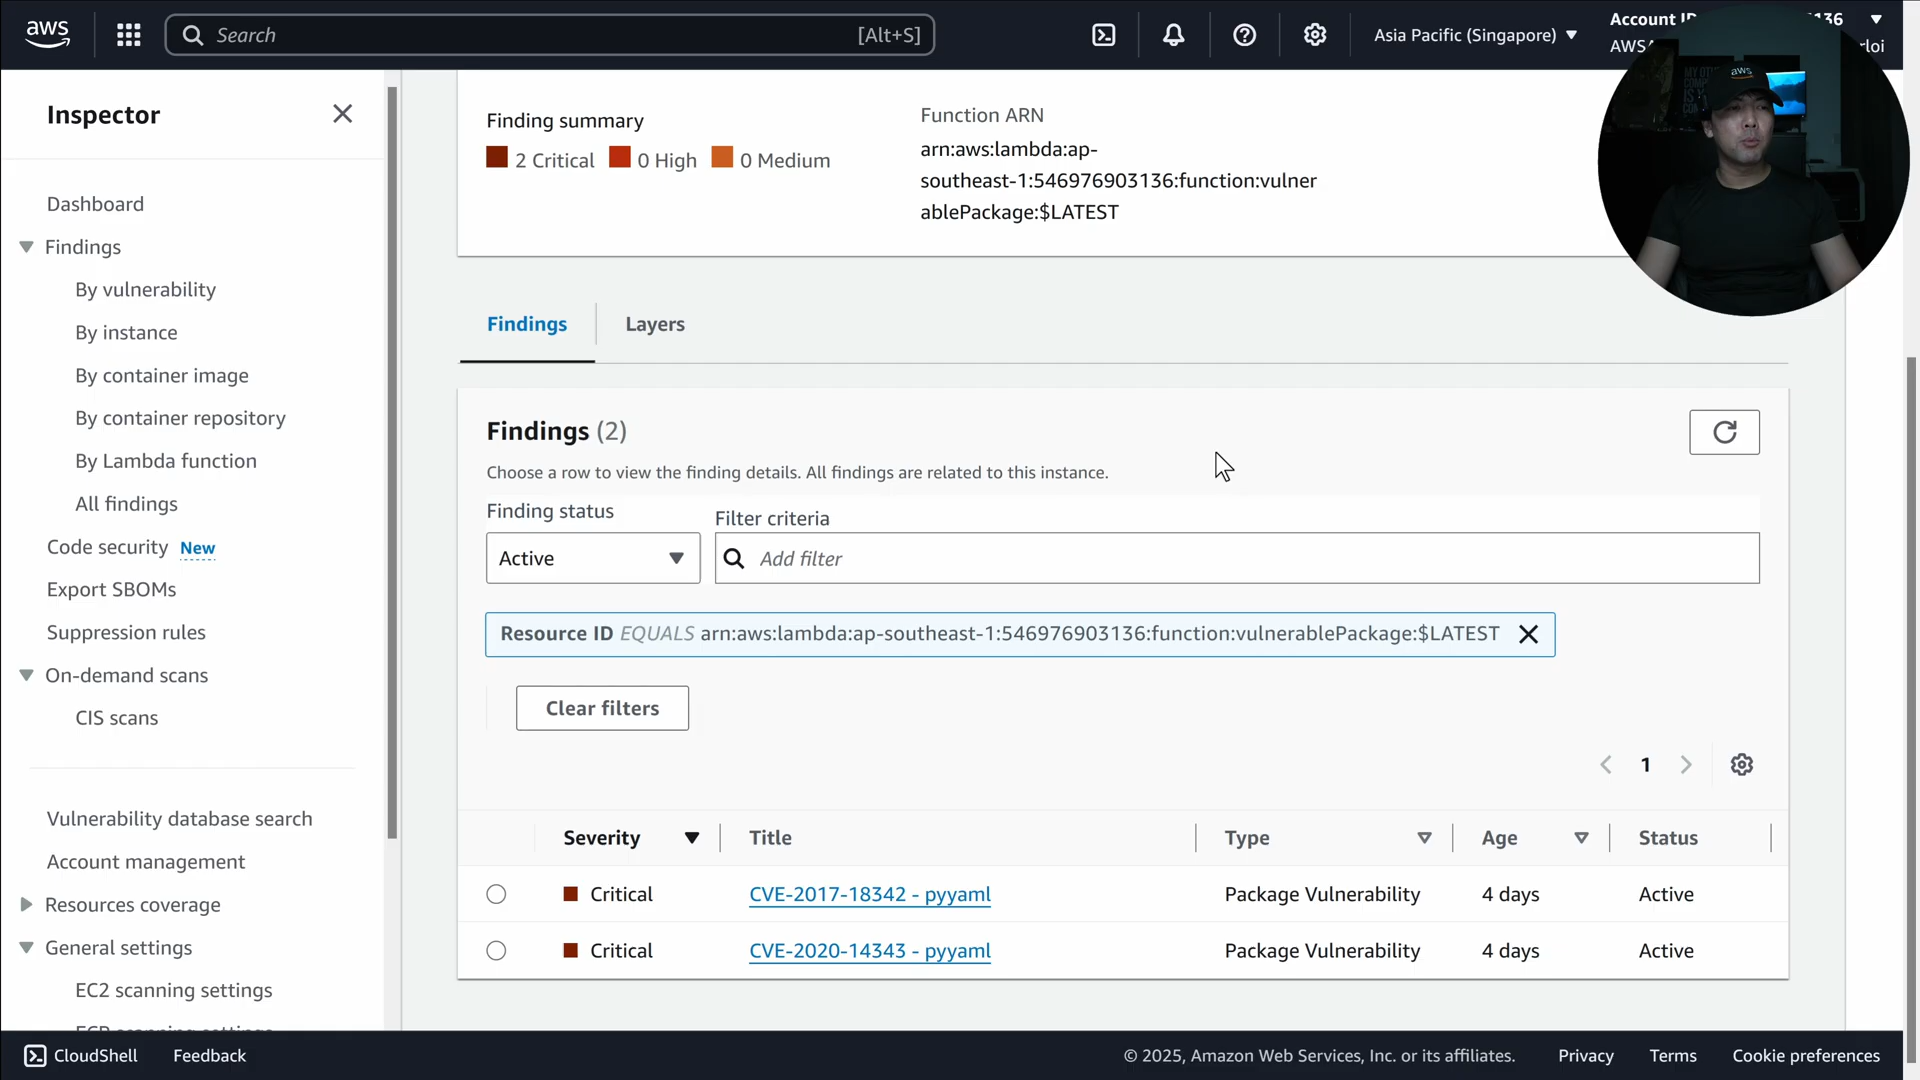 aws
Search
[Alt+S]
Asia Pacific (Singapore)
Account ID
136
AWS
rloi
Inspector
Dashboard
Findings
By vulnerability
By instance
By container image
By container repository
By Lambda function
All findings
Code security New
Export SBOMs
Suppression rules
On-demand scans
CIS scans
Vulnerability database search
Account management
Resources coverage
General settings
EC2 scanning settings
ECR scanning settings
Finding summary
2 Critical 0 High 0 Medium
Function ARN
arn:aws:lambda:ap-
southeast-1:546976903136:function:vulner
ablePackage:$LATEST
aws
Findings Layers
Findings (2)
Choose a row to view the finding details. All findings are related to this instance.
Finding status
Filter criteria
Active
Add filter
Resource ID EQUALS arn:aws:lambda:ap-southeast-1:546976903136:function:vulnerablePackage:$LATEST
Clear filters
1
Severity Title Type Age Status
Critical CVE-2017-18342 - pyyaml Package Vulnerability 4 days Active
Critical CVE-2020-14343 - pyyaml Package Vulnerability 4 days Active
CloudShell Feedback © 2025, Amazon Web Services, Inc. or its affiliates. Privacy Terms Cookie preferences